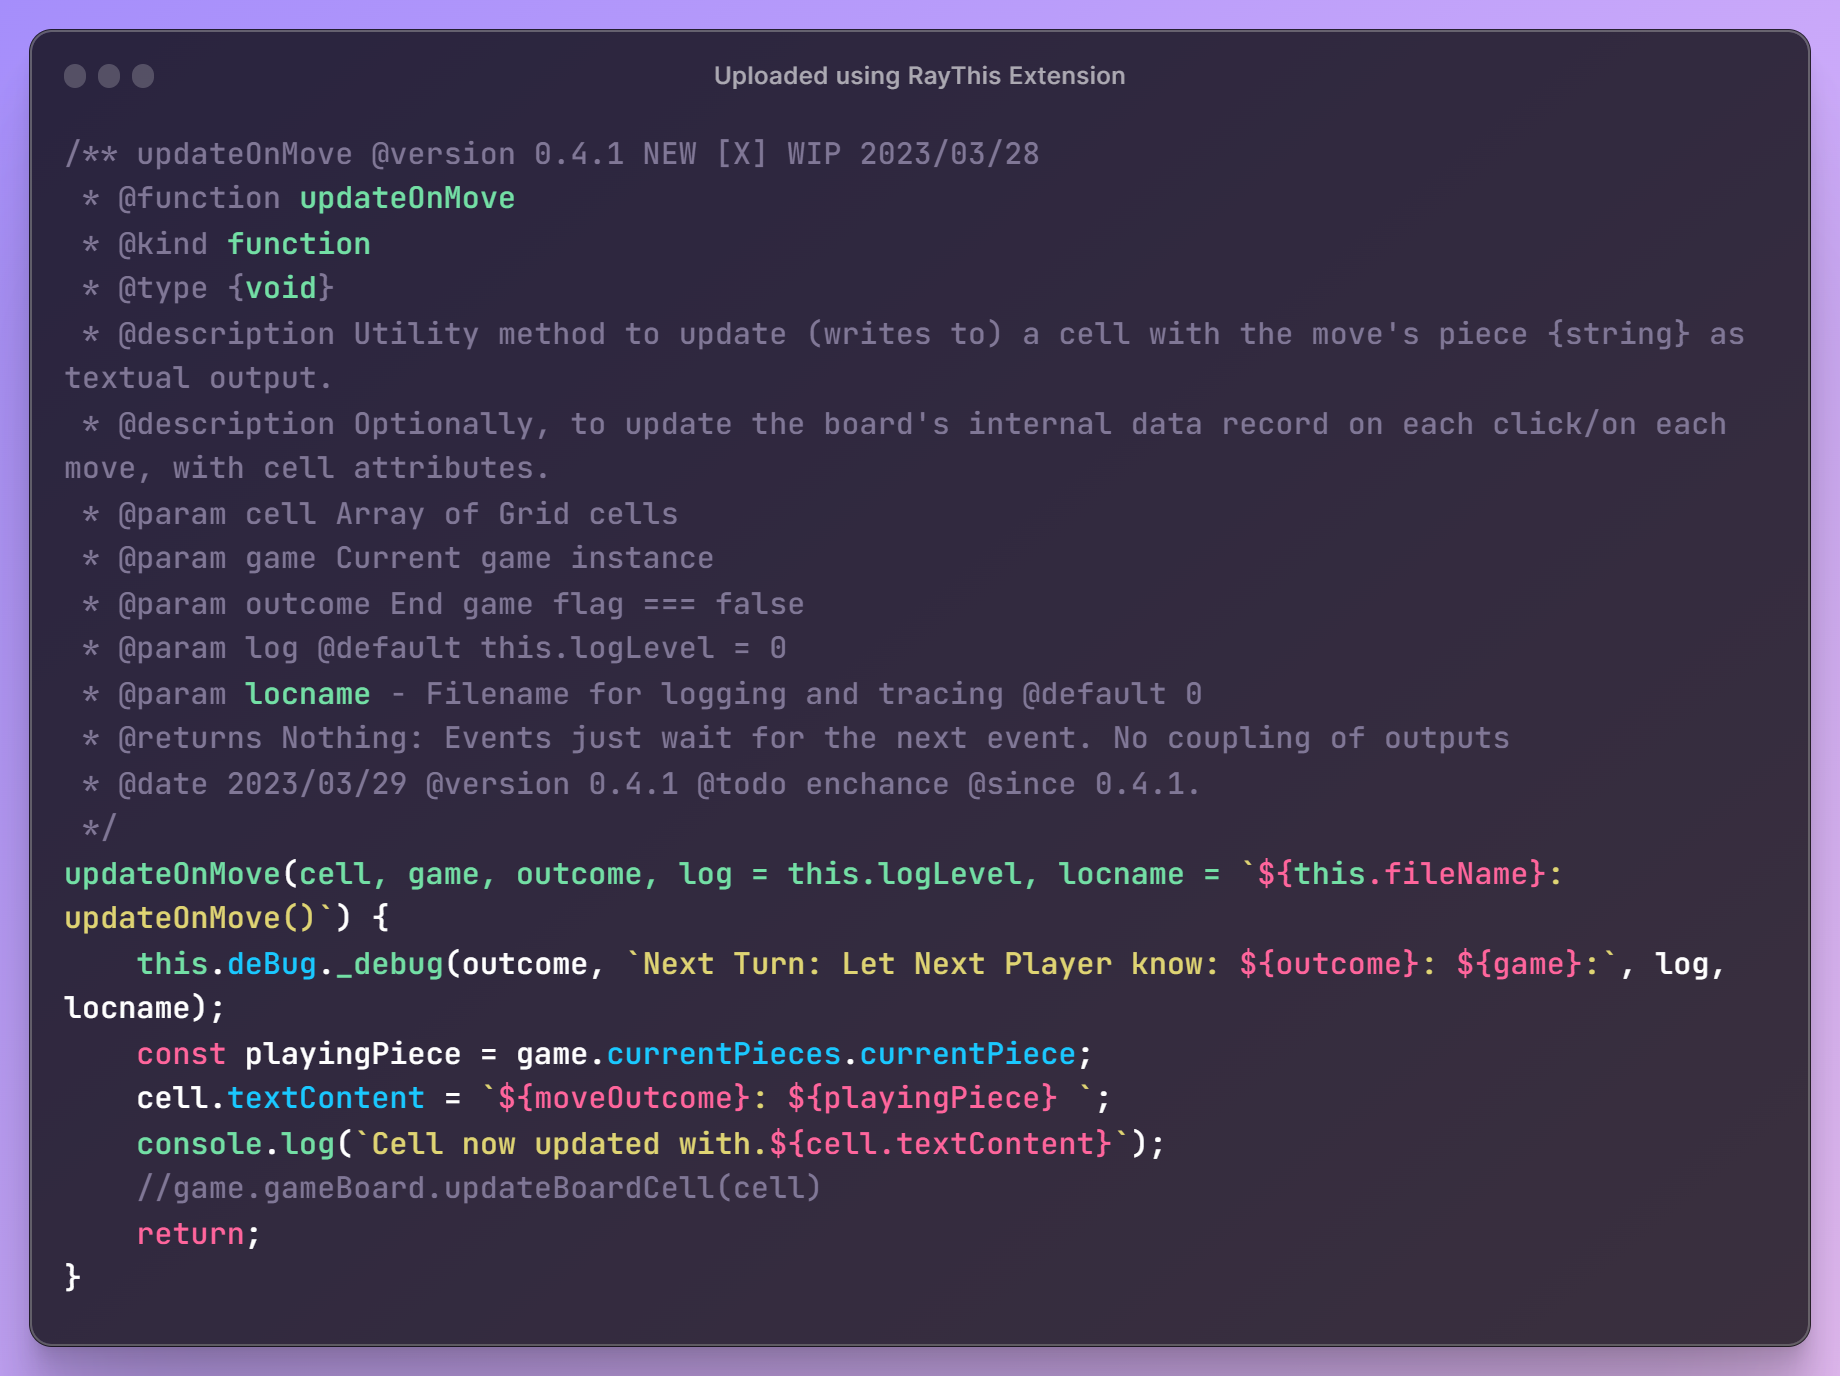 Uploaded using RayThis Extension
/** updateOnMove @version 0.4.1 NEW [X] WIP 2023/03/28
 * @function updateOnMove
 * @kind function
 * @type {void}
 * @description Utility method to update (writes to) a cell with the move's piece {string} as
textual output.
 * @description Optionally, to update the board's internal data record on each click/on each
move, with cell attributes.
 * @param cell Array of Grid cells
 * @param game Current game instance
 * @param outcome End game flag === false
 * @param log @default this.logLevel = 0
 * @param locname - Filename for logging and tracing @default 0
 * @returns Nothing: Events just wait for the next event. No coupling of outputs
 * @date 2023/03/29 @version 0.4.1 @todo enchance @since 0.4.1.
 */
updateOnMove(cell, game, outcome, log = this.logLevel, locname = `${this.fileName}:
updateOnMove()`) {
    this.deBug._debug(outcome, `Next Turn: Let Next Player know: ${outcome}: ${game}:`, log,
locname);
    const playingPiece = game.currentPieces.currentPiece;
    cell.textContent = `${moveOutcome}: ${playingPiece} `;
    console.log(`Cell now updated with.${cell.textContent}`);
    //game.gameBoard.updateBoardCell(cell)
    return;
}